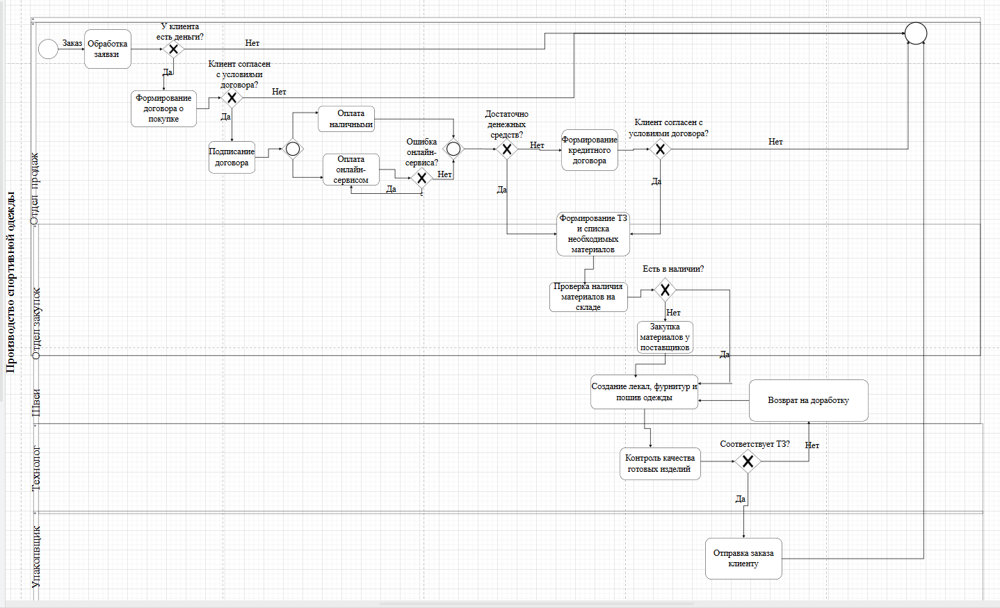 Производство спортивной одежды
Отдел продаж
Заказ
Обработка
заявки
У клиента
есть деньги?
Нет
Да
Формирование
договора о
покупке
Клиент согласен
с условиями
договора?
Нет
Да
Подписание
договора
Оплата
наличными
Оплата
онлайн-
сервисом
Ошибка
онлайн-
сервиса?
Нет
Да
Достаточно
денежных
средств?
Нет
Да
Формирование
кредитного
договора
Клиент согласен с
условиями договора?
Нет
Да
Формирование ТЗ
и списка
необходимых
материалов
Отдел закупок
Проверка наличия
материалов на
складе
Есть в наличии?
Нет
Да
Закупка
материалов у
поставщиков
Швеи
Создание лекал, фурнитур и
пошив одежды
Возврат на доработку
Технолог
Контроль качества
готовых изделий
Соответствует ТЗ?
Нет
Да
Упакопвщик
Отправка заказа
клиенту